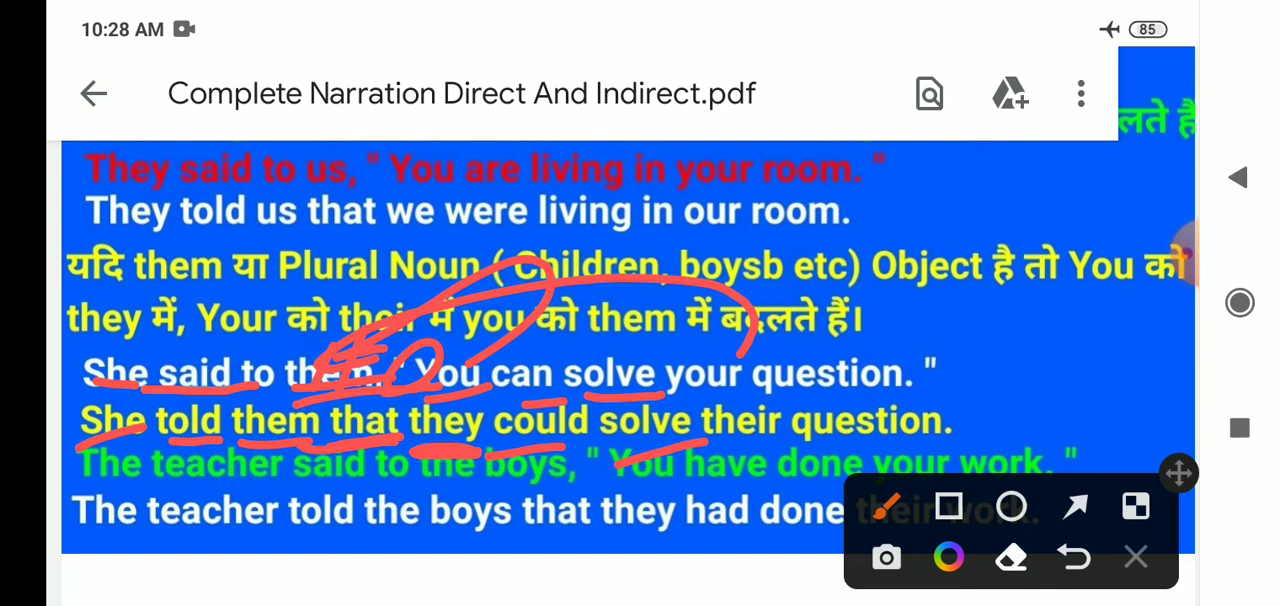 10:28 AM 85
Complete Narration Direct And Indirect.pdf
लते हैं
They said to us, " You are living in your room. "
They told us that we were living in our room.
यदि them या Plural Noun ( Children, boysb etc) Object है तो You को
they में, Your को their में you को them में बदलते हैं।
She said to them, " You can solve your question. "
She told them that they could solve their question.
The teacher said to the boys, " You have done your work. "
The teacher told the boys that they had done their work.